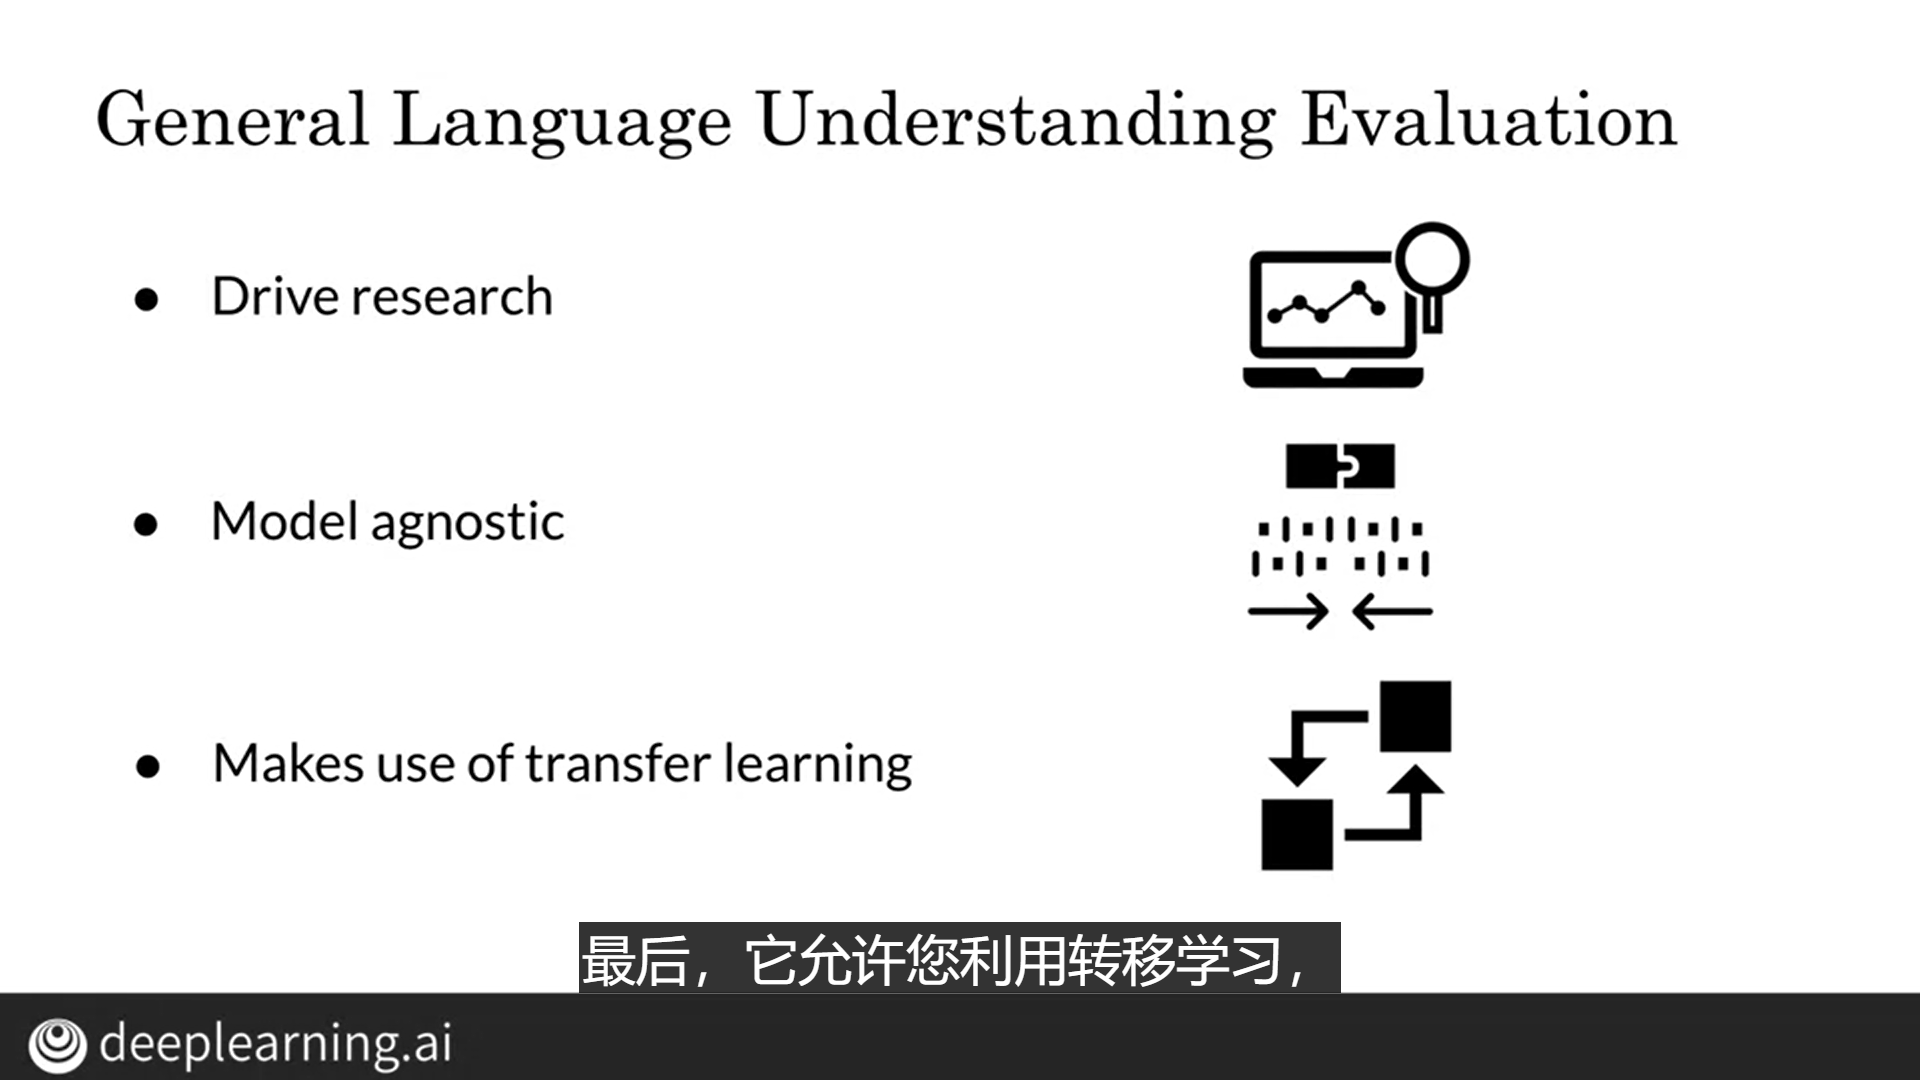 General Language Understanding Evaluation
● Drive research
● Model agnostic
● Makes use of transfer learning
最后，它允许您利用转移学习，
deeplearning.ai